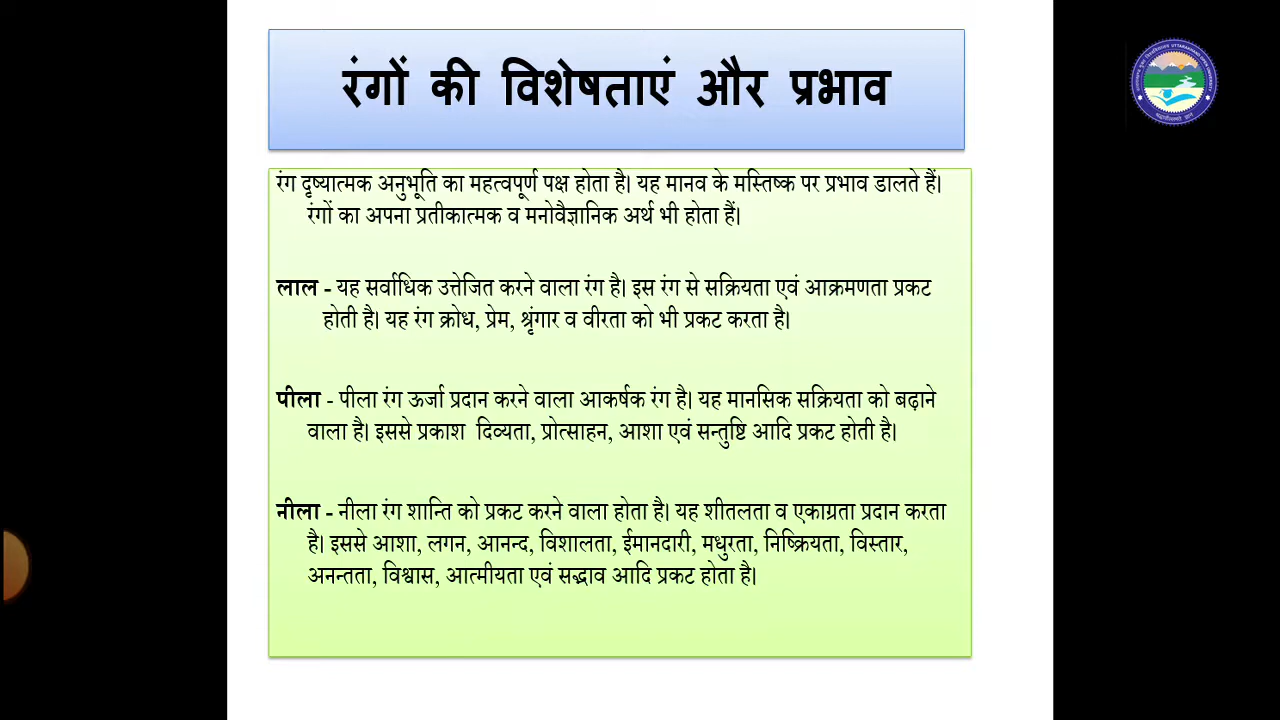 रंगों की विशेषताएं और प्रभाव
रंग दृष्यात्मक अनुभूति का महत्वपूर्ण पक्ष होता है। यह मानव के मस्तिष्क पर प्रभाव डालते हैं।
रंगों का अपना प्रतीकात्मक व मनोवैज्ञानिक अर्थ भी होता हैं।
लाल - यह सर्वाधिक उत्तेजित करने वाला रंग है। इस रंग से सक्रियता एवं आक्रमणता प्रकट
होती है। यह रंग क्रोध, प्रेम, श्रृंगार व वीरता को भी प्रकट करता है।
पीला - पीला रंग ऊर्जा प्रदान करने वाला आकर्षक रंग है। यह मानसिक सक्रियता को बढ़ाने
वाला है। इससे प्रकाश दिव्यता, प्रोत्साहन, आशा एवं सन्तुष्टि आदि प्रकट होती है।
नीला - नीला रंग शान्ति को प्रकट करने वाला होता है। यह शीतलता व एकाग्रता प्रदान करता
है। इससे आशा, लगन, आनन्द, विशालता, ईमानदारी, मधुरता, निष्क्रियता, विस्तार,
अनन्तता, विश्वास, आत्मीयता एवं सद्भाव आदि प्रकट होता है।